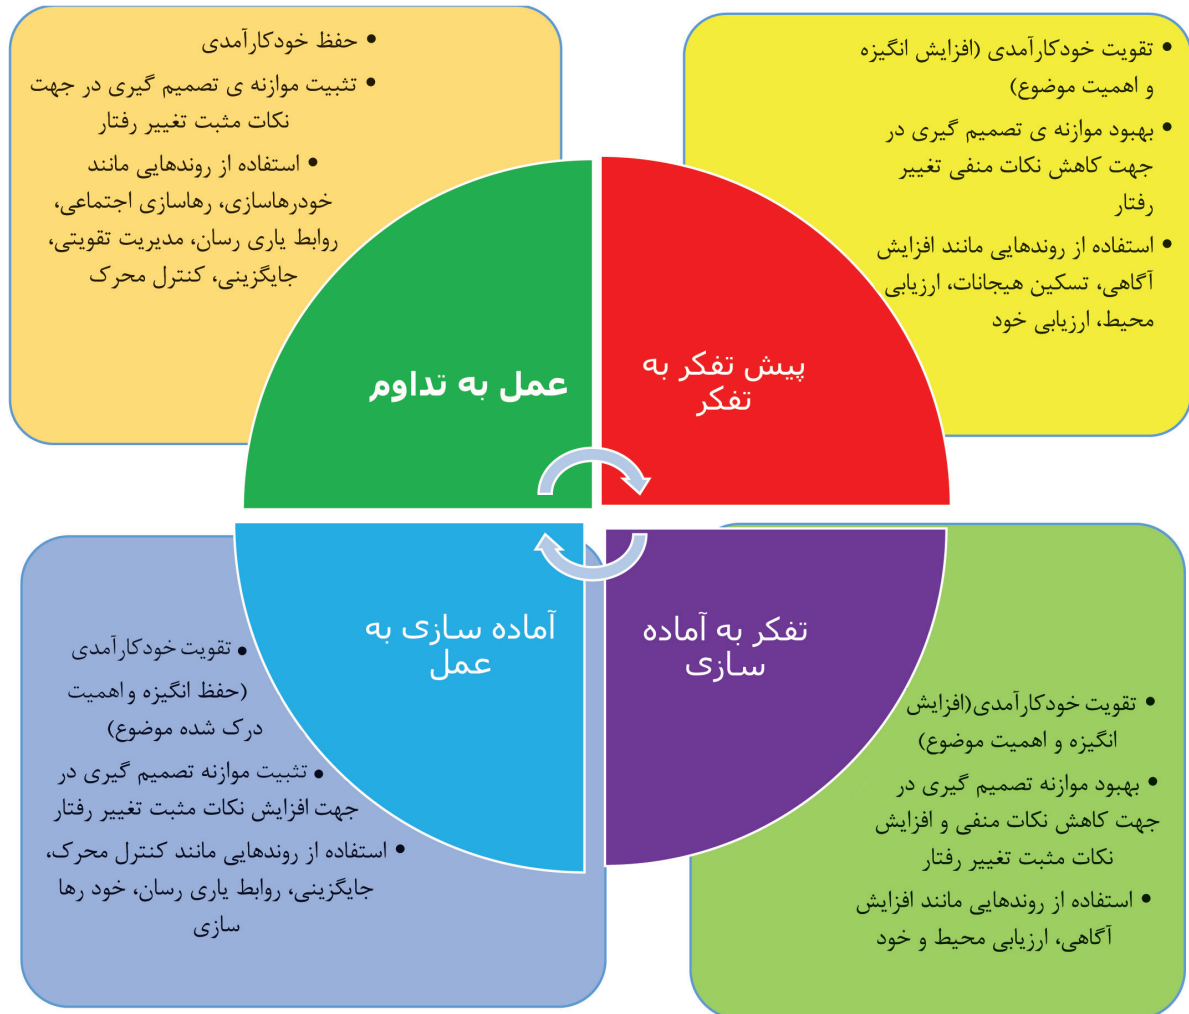 • تقویت خودکارآمدی (افزایش انگیزه
و اهمیت موضوع)
• بهبود موازنه ی تصمیم گیری در
جهت کاهش نکات منفی تغییر
رفتار
• استفاده از روندهایی مانند افزایش
آگاهی، تسکین هیجانات، ارزیابی
محیط، ارزیابی خود
پیش تفکر به
تفکر
• حفظ خودکارآمدی
• تثبیت موازنه ی تصمیم گیری در جهت
نکات مثبت تغییر رفتار
• استفاده از روندهایی مانند
خودرهاسازی، رهاسازی اجتماعی،
روابط یاری رسان، مدیریت تقویتی،
جایگزینی، کنترل محرک
عمل به تداوم
تفکر به آماده
سازی
• تقویت خودکارآمدی(افزایش
انگیزه و اهمیت موضوع)
• بهبود موازنه تصمیم گیری در
جهت کاهش نکات منفی و افزایش
نکات مثبت تغییر رفتار
• استفاده از روندهایی مانند افزایش
آگاهی، ارزیابی محیط و خود
آماده سازی به
عمل
• تقویت خودکارآمدی
(حفظ انگیزه و اهمیت
درک شده موضوع)
• تثبیت موازنه تصمیم گیری در
جهت افزایش نکات مثبت تغییر رفتار
• استفاده از روندهایی مانند کنترل محرک،
جایگزینی، روابط یاری رسان، خود رها
سازی